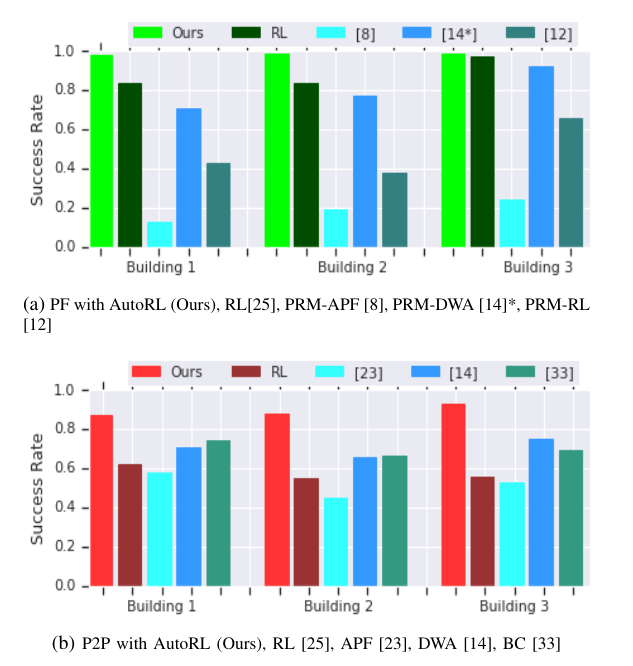 Ours RL [8] [14*] [12]
1.0
0.8
0.6
0.4
0.2
0.0
Success Rate
Building 1 Building 2 Building 3
(a) PF with AutoRL (Ours), RL[25], PRM-APF [8], PRM-DWA [14]*, PRM-RL
[12]
Ours RL [23] [14] [33]
1.0
0.8
0.6
0.4
0.2
0.0
Success Rate
Building 1 Building 2 Building 3
(b) P2P with AutoRL (Ours), RL [25], APF [23], DWA [14], BC [33]